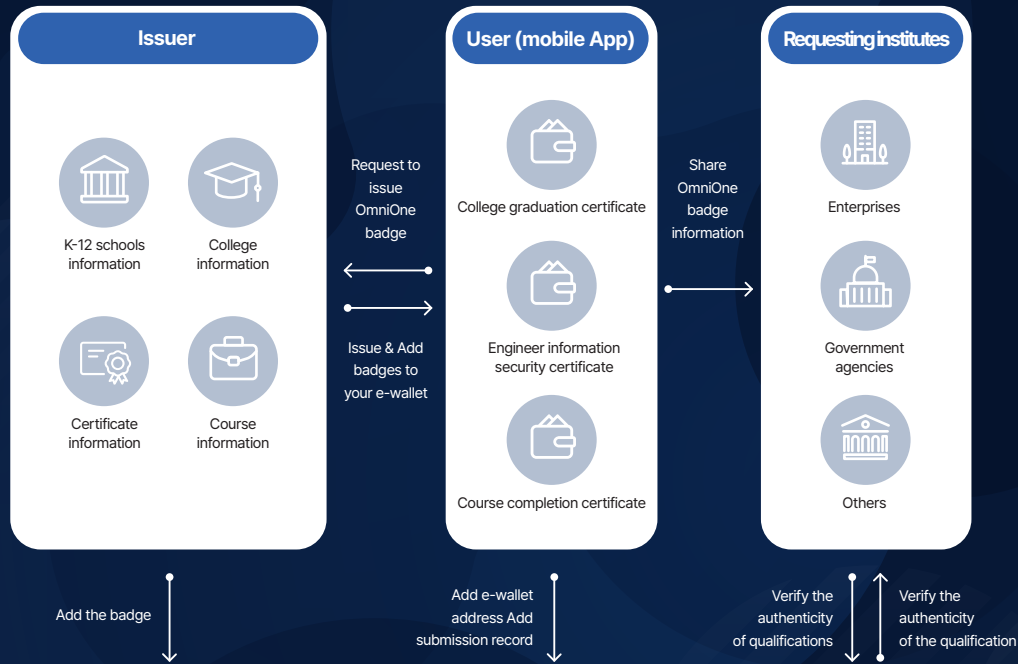 Issuer
K-12 schools
information
College
information
Certificate
information
Course
information
Request to
issue
OmniOne
badge
Issue & Add
badges to
your e-wallet
User (mobile App)
College graduation certificate
Engineer information
security certificate
Course completion certificate
Share
OmniOne
badge
information
Requesting institutes
Enterprises
Government
agencies
Others
Add the badge
Add e-wallet
address Add
submission record
Verify the
authenticity
of qualifications
Verify the
authenticity
of the qualification